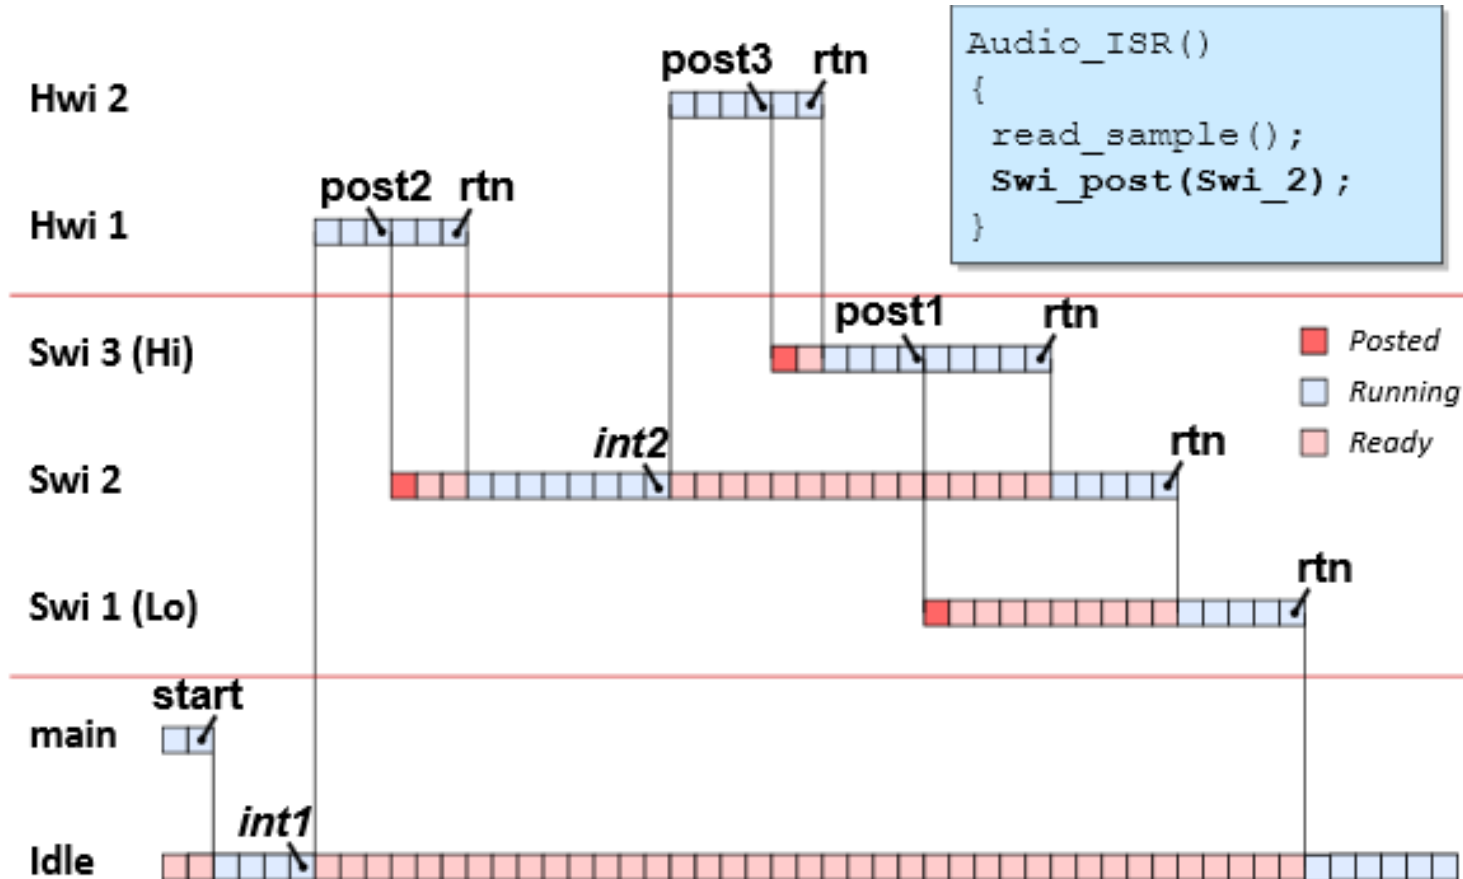 Audio_ISR()
{
read_sample();
Swi_post(Swi_2);
}
post3 rtn
Hwi 2
post2 rtn
Hwi 1
post1 rtn
Swi 3 (Hi)
Posted
Running
Ready
int2 rtn
Swi 2
rtn
Swi 1 (Lo)
start
main
int1
Idle